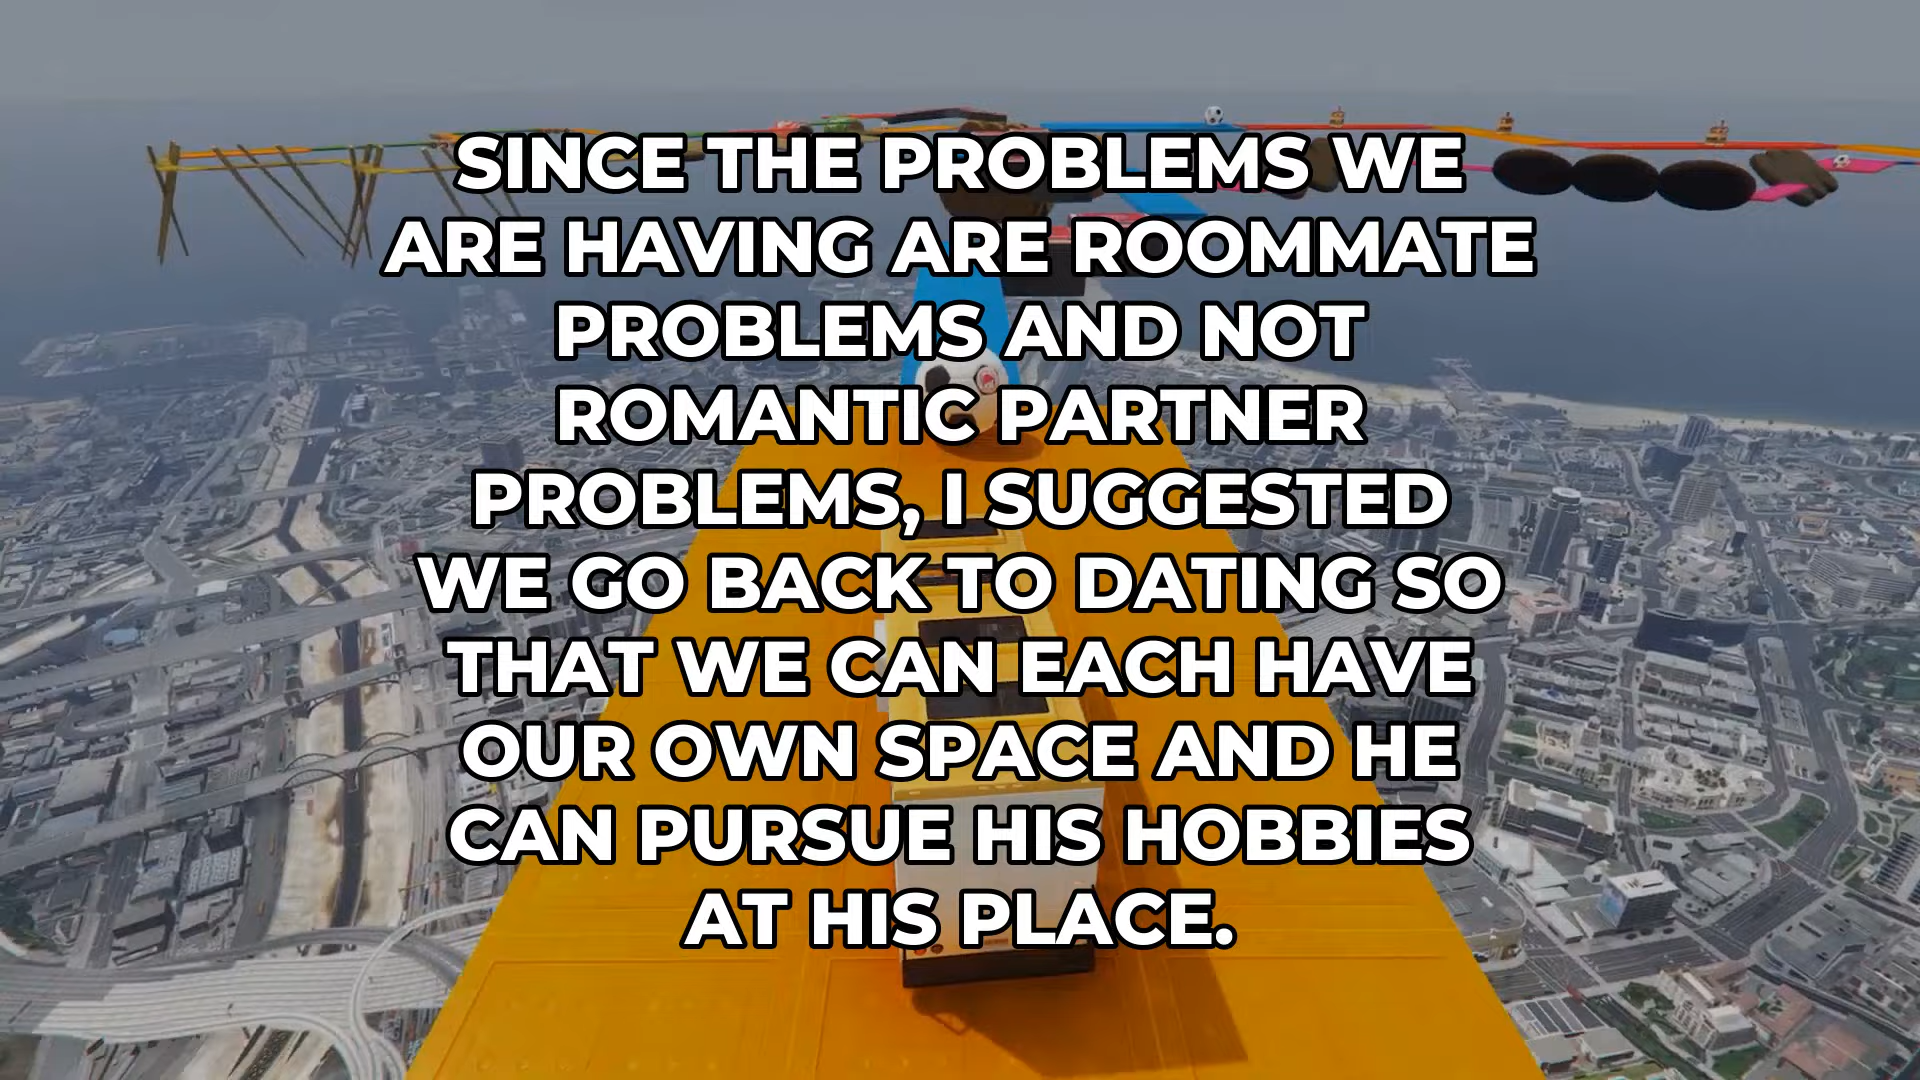 SINCE THE PROBLEMS WE
ARE HAVING ARE ROOMMATE
PROBLEMS AND NOT
ROMANTIC PARTNER
PROBLEMS, I SUGGESTED
WE GO BACK TO DATING SO
THAT WE CAN EACH HAVE
OUR OWN SPACE AND HE
CAN PURSUE HIS HOBBIES
AT HIS PLACE.